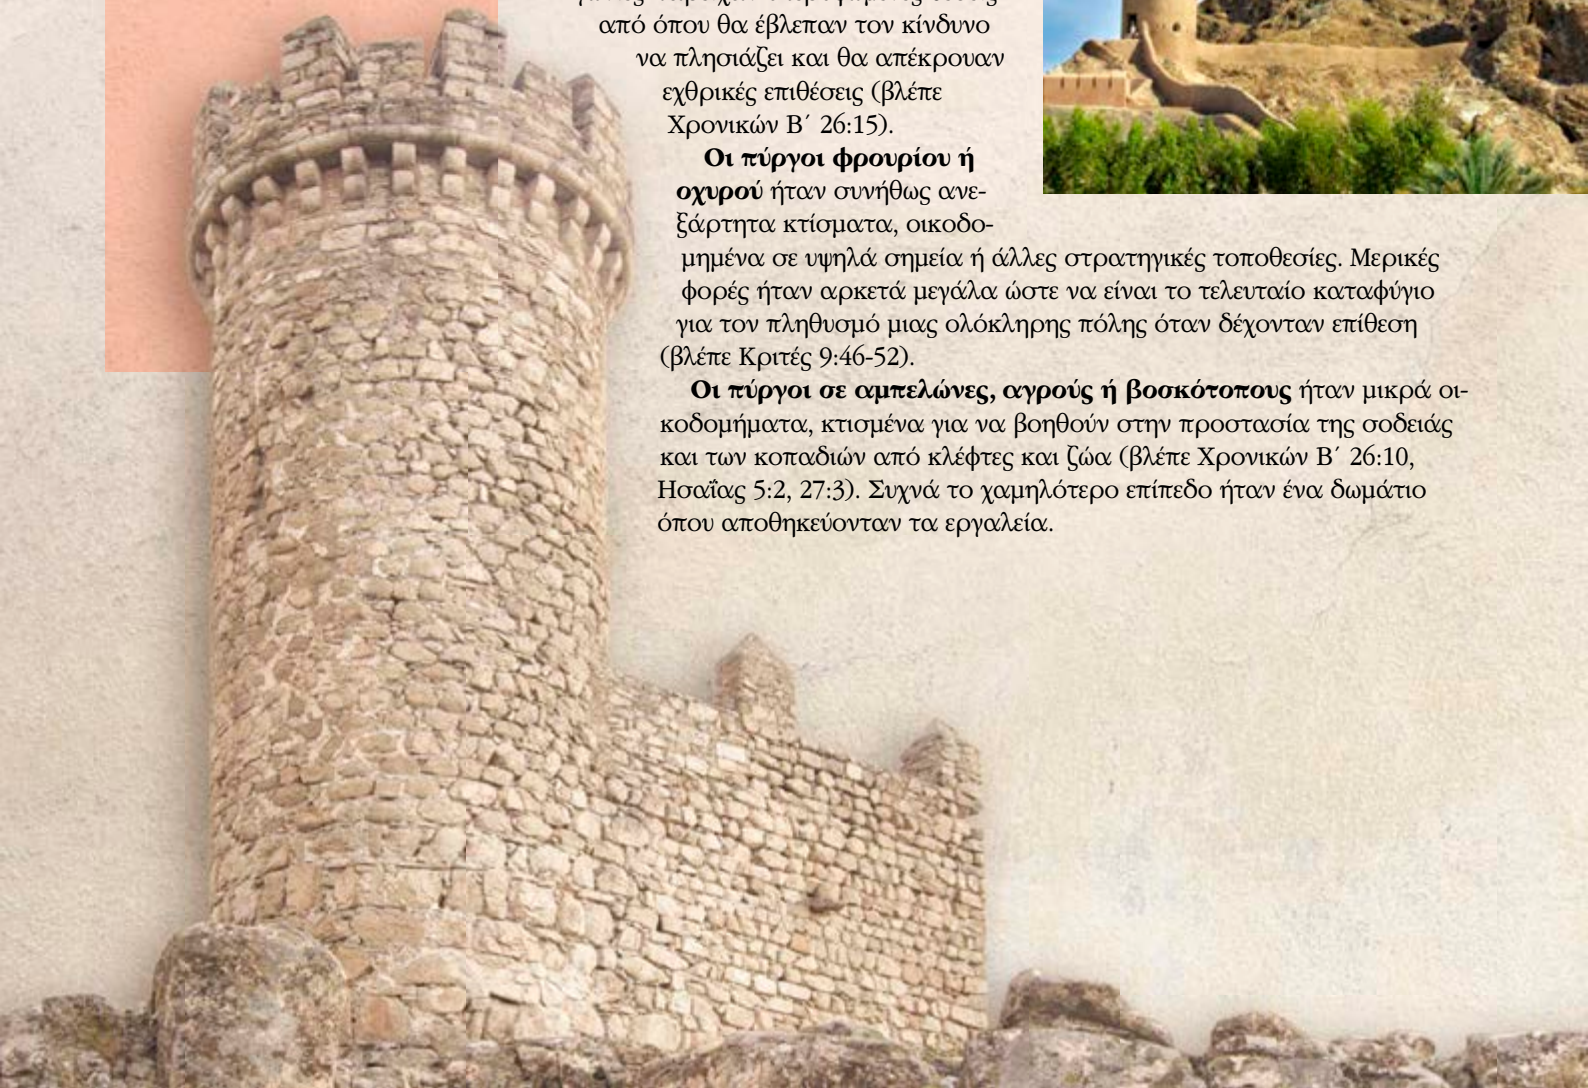 από όπου θα έβλεπαν τον κίνδυνο
να πλησιάζει και θα απέκρουαν
εχθρικές επιθέσεις (βλέπε
Χρονικών Β΄ 26:15).
Οι πύργοι φρουρίου ή
οχυρού ήταν συνήθως ανε-
ξάρτητα κτίσματα, οικοδο-
μημένα σε υψηλά σημεία ή άλλες στρατηγικές τοποθεσίες. Μερικές
φορές ήταν αρκετά μεγάλα ώστε να είναι το τελευταίο καταφύγιο
για τον πληθυσμό μιας ολόκληρης πόλης όταν δέχονταν επίθεση
(βλέπε Κριτές 9:46-52).
Οι πύργοι σε αμπελώνες, αγρούς ή βοσκότοπους ήταν μικρά οι-
κοδομήματα, κτισμένα για να βοηθούν στην προστασία της σοδειάς
και των κοπαδιών από κλέφτες και ζώα (βλέπε Χρονικών Β΄ 26:10,
Ησαΐας 5:2, 27:3). Συχνά το χαμηλότερο επίπεδο ήταν ένα δωμάτιο
όπου αποθηκεύονταν τα εργαλεία.